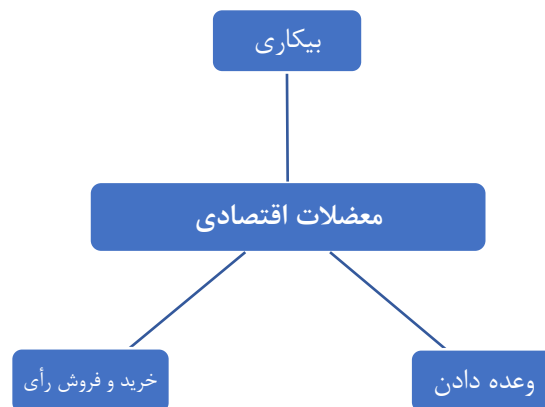 بیکاری
معضلات اقتصادی
وعده دادن
خرید و فروش رأی